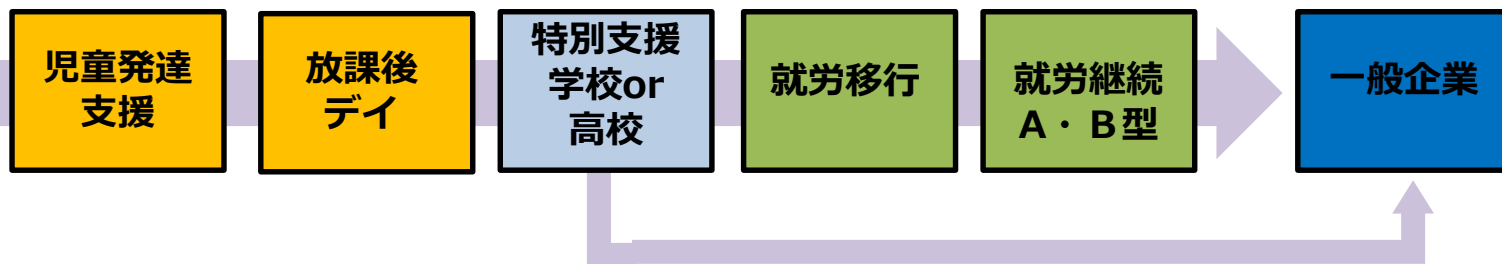 児童発達
支援
放課後
デイ
特別支援
学校or
高校
就労移行
就労継続
A・B型
一般企業